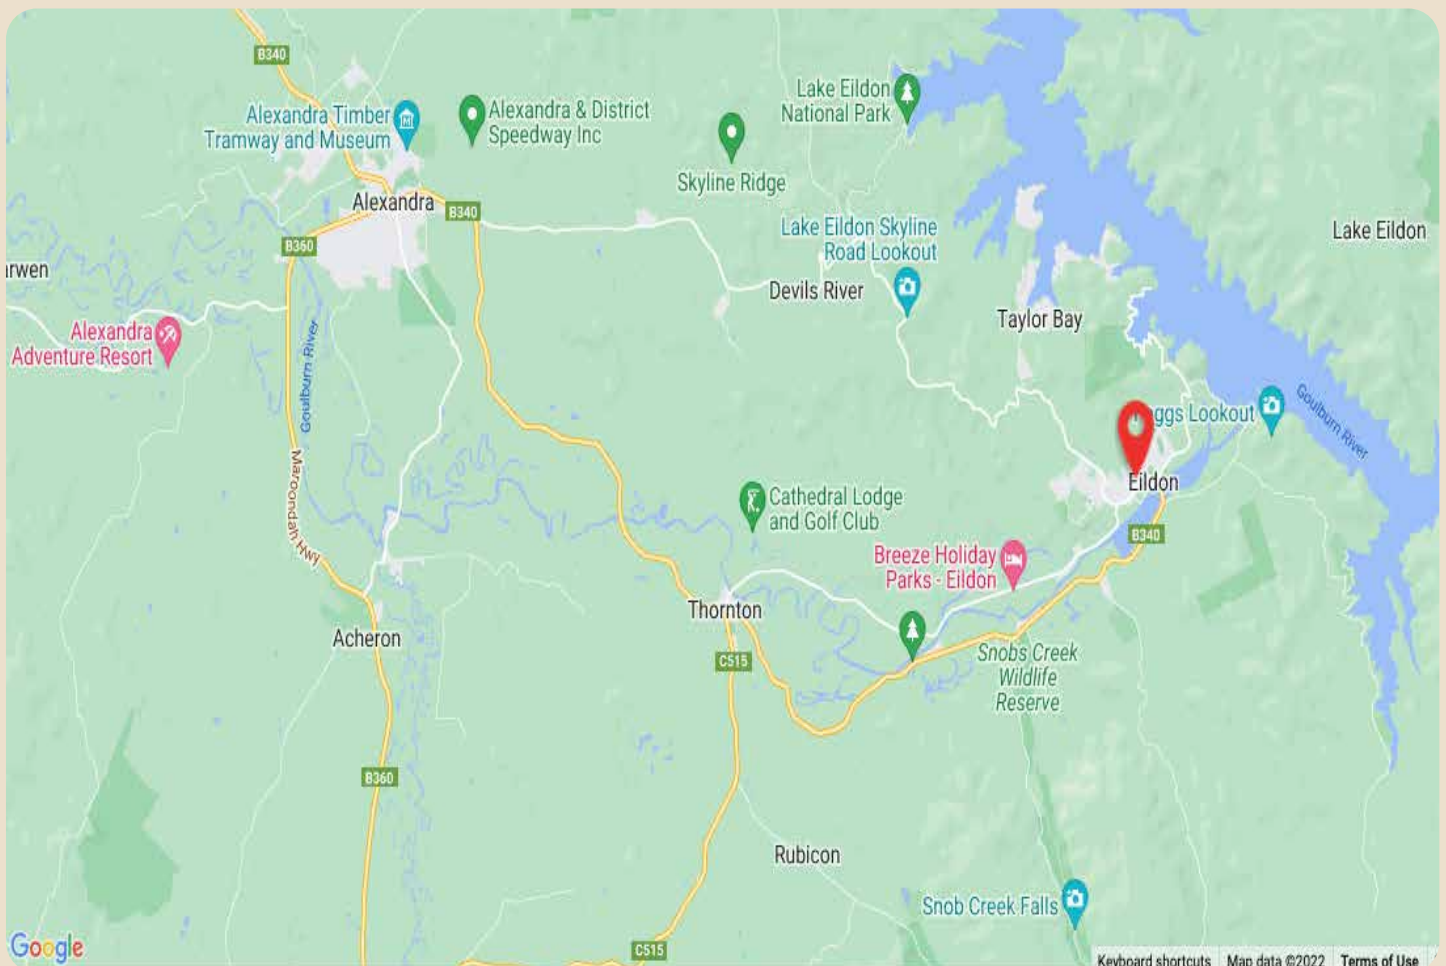 B340
Alexandra Timber
Tramway and Museum
Alexandra & District
Speedway Inc
Lake Eildon
National Park
Skyline Ridge
Alexandra
B340
B360
Lake Eildon Skyline
Road Lookout
Lake Eildon
arwen
Devils River
Taylor Bay
Alexandra
Adventure Resort
Goulburn River
Goulburn River
ggs Lookout
Maroondah Hwy
Eildon
Cathedral Lodge
and Golf Club
B340
Breeze Holiday
Parks - Eildon
Thornton
Acheron
C515
Snobs Creek
Wildlife
Reserve
B360
Rubicon
Snob Creek Falls
C515
Google
Keyboard shortcuts Map data ©2022 Terms of Use